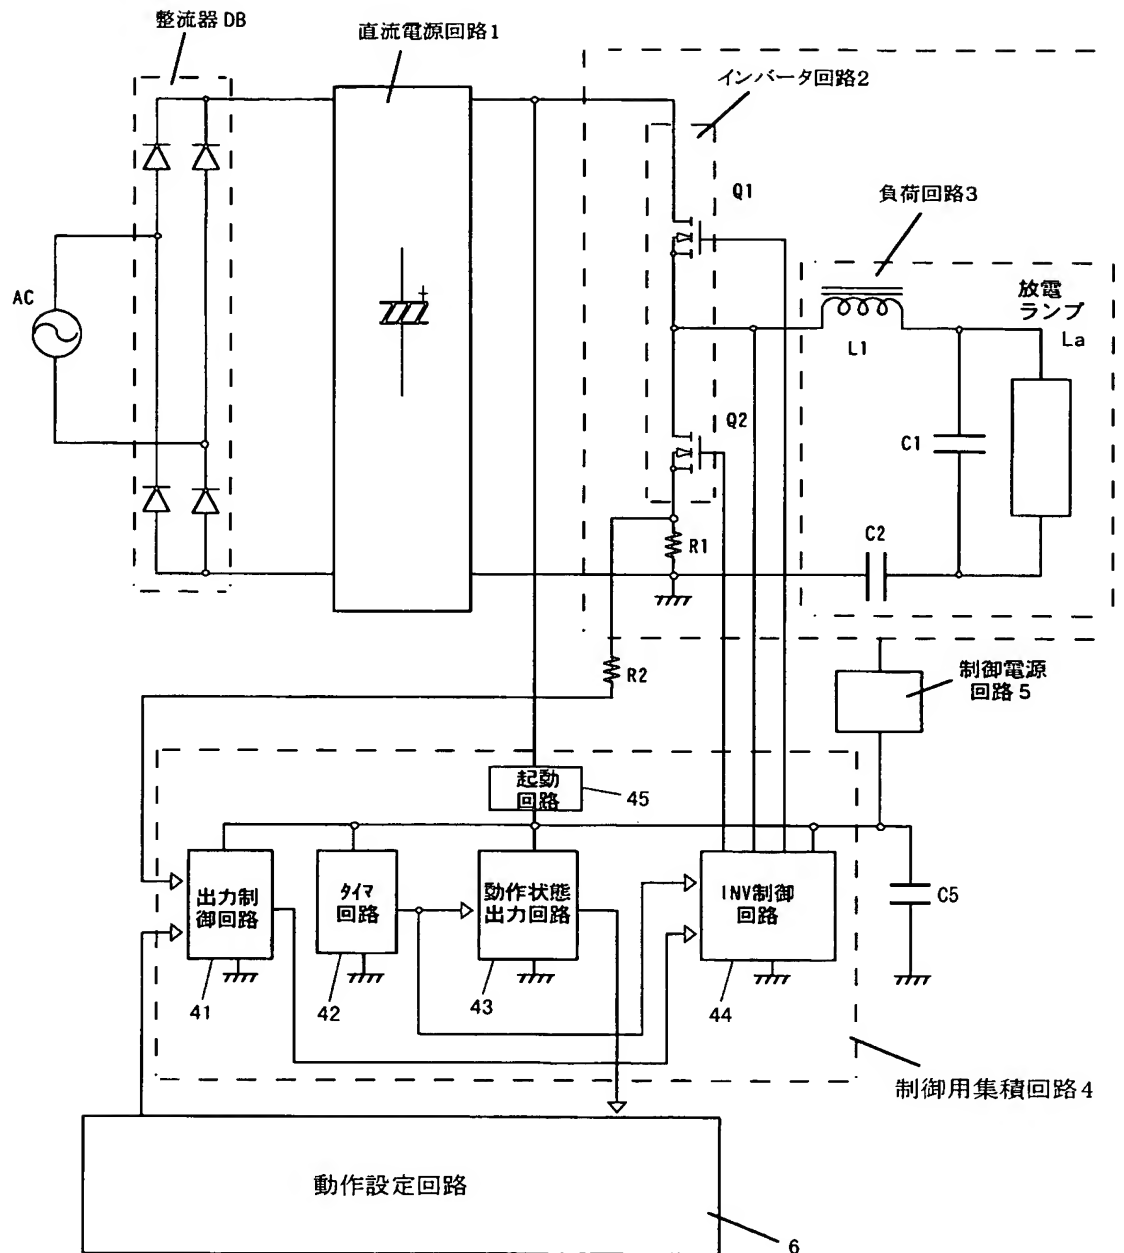 整流器 DB
直流電源回路1
インバータ回路2
Q1
負荷回路3
AC
放電
ランプ
La
L1
Q2
C1
R1
C2
R2
制御電源
回路 5
起動
回路
45
出力制
御回路
タイマ
回路
動作状態
出力回路
INV制御
回路
C5
41
42
43
44
制御用集積回路4
動作設定回路
6